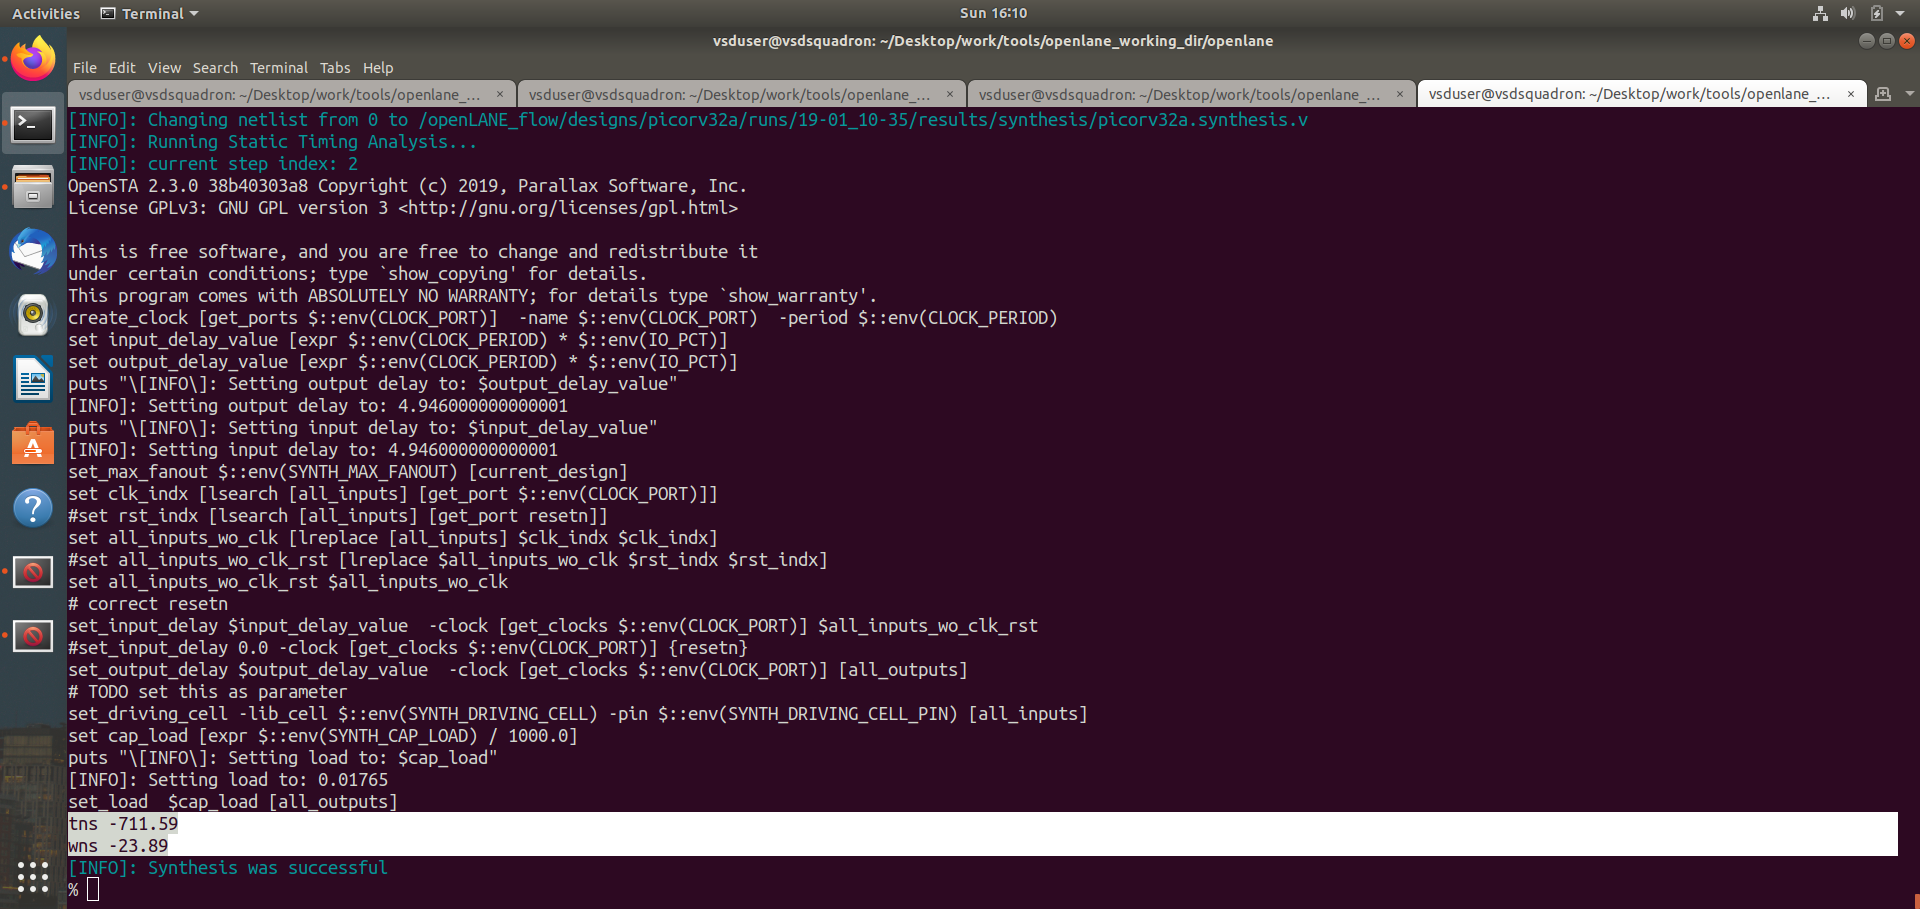 Activities
Terminal
Sun 16:10
vsduser@vsdsquadron: ~/Desktop/work/tools/openlane_working_dir/openlane
File Edit View Search Terminal Tabs Help
vsduser@vsdsquadron: ~/Desktop/work/tools/openlane_... × vsduser@vsdsquadron: ~/Desktop/work/tools/openlane_... × vsduser@vsdsquadron: ~/Desktop/work/tools/openlane_... × vsduser@vsdsquadron: ~/Desktop/work/tools/openlane_... ×
[INFO]: Changing netlist from 0 to /openLANE_flow/designs/picorv32a/runs/19-01_10-35/results/synthesis/picorv32a.synthesis.v
[INFO]: Running Static Timing Analysis...
[INFO]: current step index: 2
OpenSTA 2.3.0 38b40303a8 Copyright (c) 2019, Parallax Software, Inc.
License GPLv3: GNU GPL version 3 <http://gnu.org/licenses/gpl.html>
This is free software, and you are free to change and redistribute it
under certain conditions; type `show_copying' for details.
This program comes with ABSOLUTELY NO WARRANTY; for details type `show_warranty'.
create_clock [get_ports $::env(CLOCK_PORT)]  -name $::env(CLOCK_PORT)  -period $::env(CLOCK_PERIOD)
set input_delay_value [expr $::env(CLOCK_PERIOD) * $::env(IO_PCT)]
set output_delay_value [expr $::env(CLOCK_PERIOD) * $::env(IO_PCT)]
puts "\[INFO\]: Setting output delay to: $output_delay_value"
[INFO]: Setting output delay to: 4.946000000000001
puts "\[INFO\]: Setting input delay to: $input_delay_value"
[INFO]: Setting input delay to: 4.946000000000001
set_max_fanout $::env(SYNTH_MAX_FANOUT) [current_design]
set clk_indx [lsearch [all_inputs] [get_port $::env(CLOCK_PORT)]]
#set rst_indx [lsearch [all_inputs] [get_port resetn]]
set all_inputs_wo_clk [lreplace [all_inputs] $clk_indx $clk_indx]
#set all_inputs_wo_clk_rst [lreplace $all_inputs_wo_clk $rst_indx $rst_indx]
set all_inputs_wo_clk_rst $all_inputs_wo_clk
# correct resetn
set_input_delay $input_delay_value  -clock [get_clocks $::env(CLOCK_PORT)] $all_inputs_wo_clk_rst
#set_input_delay 0.0 -clock [get_clocks $::env(CLOCK_PORT)] {resetn}
set_output_delay $output_delay_value  -clock [get_clocks $::env(CLOCK_PORT)] [all_outputs]
# TODO set this as parameter
set_driving_cell -lib_cell $::env(SYNTH_DRIVING_CELL) -pin $::env(SYNTH_DRIVING_CELL_PIN) [all_inputs]
set cap_load [expr $::env(SYNTH_CAP_LOAD) / 1000.0]
puts "\[INFO\]: Setting load to: $cap_load"
[INFO]: Setting load to: 0.01765
set_load  $cap_load [all_outputs]
tns -711.59
wns -23.89
[INFO]: Synthesis was successful
%